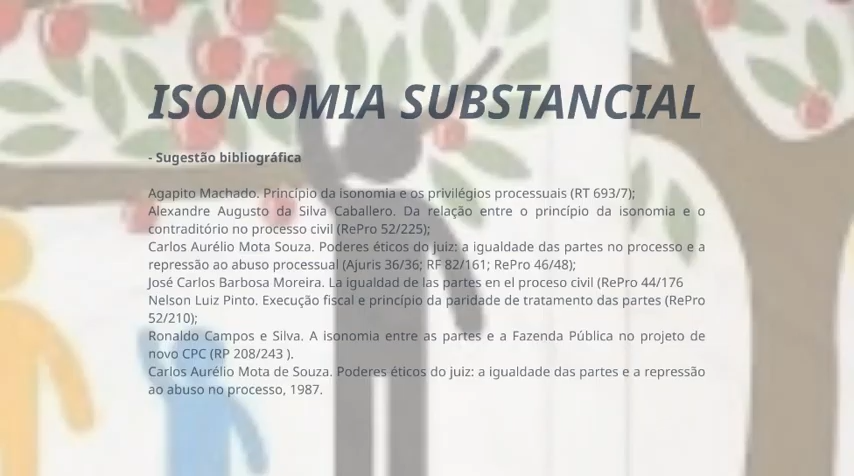 ISONOMIA SUBSTANCIAL
- Sugestão bibliográfica
Agapito Machado. Princípio da isonomia e os privilégios processuais (RT 693/7);
Alexandre Augusto da Silva Caballero. Da relação entre o princípio da isonomia e o
contraditório no processo civil (RePro 52/225);
Carlos Aurélio Mota Souza. Poderes éticos do juiz: a igualdade das partes no processo e a
repressão ao abuso processual (Ajuris 36/36; RF 82/161; RePro 46/48);
José Carlos Barbosa Moreira. La igualdad de las partes en el proceso civil (RePro 44/176
Nelson Luiz Pinto. Execução fiscal e princípio da paridade de tratamento das partes (RePro
52/210);
Ronaldo Campos e Silva. A isonomia entre as partes e a Fazenda Pública no projeto de
novo CPC (RP 208/243 ).
Carlos Aurélio Mota de Souza. Poderes éticos do juiz: a igualdade das partes e a repressão
ao abuso no processo, 1987.